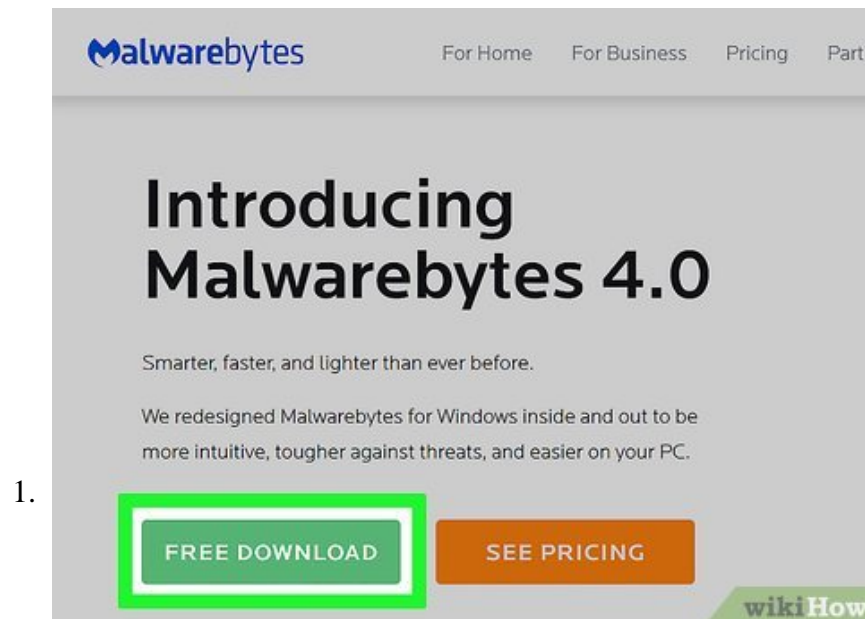 Malwarebytes For Home For Business Pricing Part
Introducing
Malwarebytes 4.0
Smarter, faster, and lighter than ever before.
We redesigned Malwarebytes for Windows inside and out to be
more intuitive, tougher against threats, and easier on your PC.
1.
FREE DOWNLOAD SEE PRICING
wikiHow